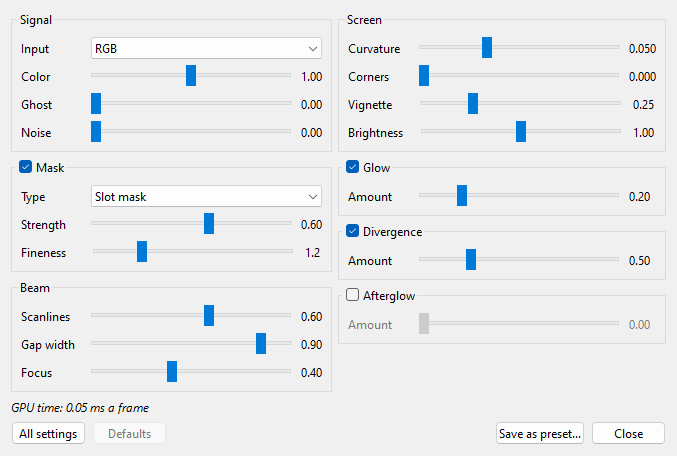 Signal
Input RGB
Color 1.00
Ghost 0.00
Noise 0.00
Mask
Type Slot mask
Strength 0.60
Fineness 1.2
Beam
Scanlines 0.60
Gap width 0.90
Focus 0.40
Screen
Curvature 0.050
Corners 0.000
Vignette 0.25
Brightness 1.00
Glow
Amount 0.20
Divergence
Amount 0.50
Afterglow
Amount 0.00
GPU time: 0.05 ms a frame
All settings Defaults Save as preset... Close